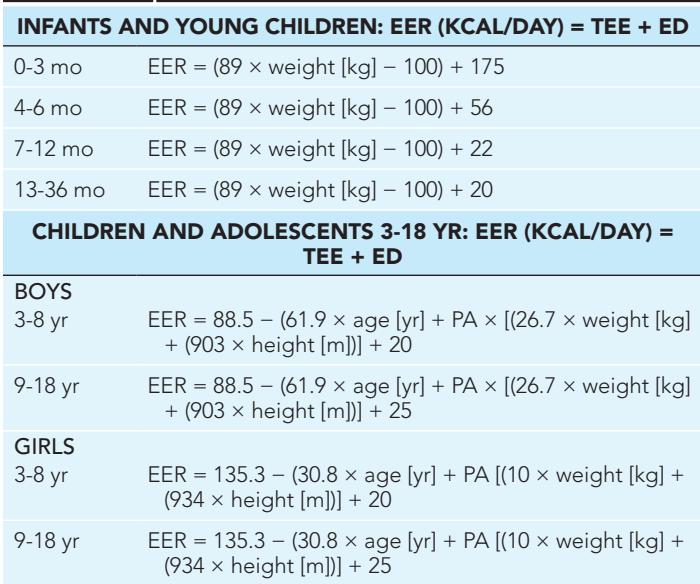 INFANTS AND YOUNG CHILDREN: EER (KCAL/DAY) = TEE + ED
0-3 mo EER = (89 × weight [kg] − 100) + 175
4-6 mo EER = (89 × weight [kg] − 100) + 56
7-12 mo EER = (89 × weight [kg] − 100) + 22
13-36 mo EER = (89 × weight [kg] − 100) + 20
CHILDREN AND ADOLESCENTS 3-18 YR: EER (KCAL/DAY) =
TEE + ED
BOYS
3-8 yr EER = 88.5 − (61.9 × age [yr] + PA × [(26.7 × weight [kg]
+ (903 × height [m])] + 20
9-18 yr EER = 88.5 − (61.9 × age [yr] + PA × [(26.7 × weight [kg]
+ (903 × height [m])] + 25
GIRLS
3-8 yr EER = 135.3 − (30.8 × age [yr] + PA [(10 × weight [kg] +
(934 × height [m])] + 20
9-18 yr EER = 135.3 − (30.8 × age [yr] + PA [(10 × weight [kg] +
(934 × height [m])] + 25